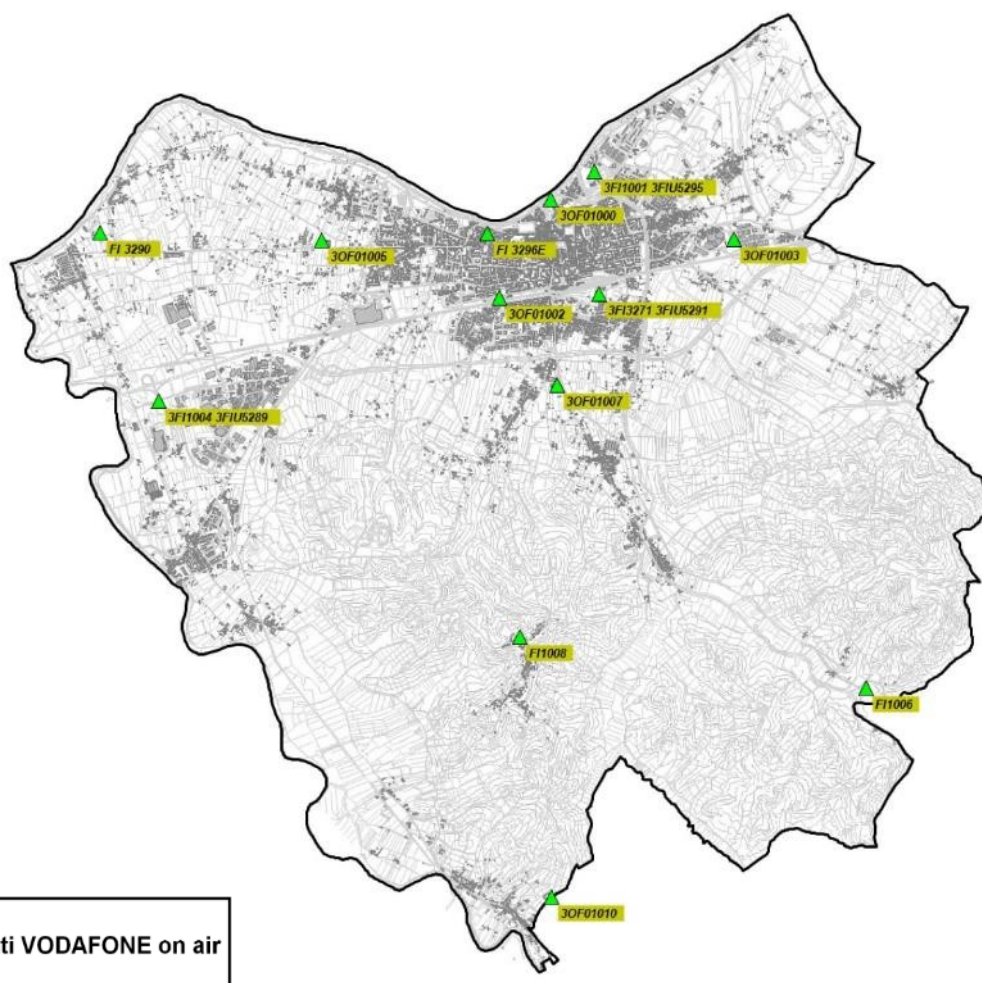 3FI1001 3FIU5295
3OF01000
FI 3290
3OF01005
FI 3296E
3OF01003
3OF01002
3FI3271 3FIU5291
3FI1004 3FIU5289
3OF01007
FI1008
FI1006
3OF01010
ti VODAFONE on air